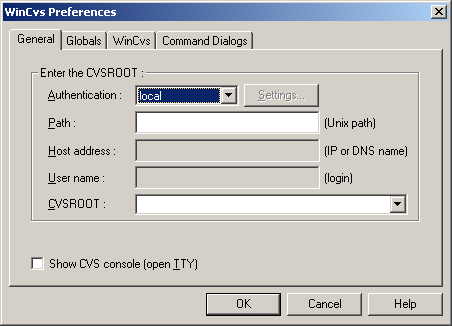 WinCvs Preferences
General Globals WinCvs Command Dialogs
Enter the CVSROOT :
Authentication : local Settings...
Path : (Unix path)
Host address : (IP or DNS name)
User name : (login)
CVSROOT :
Show CVS console (open TTY)
OK Cancel Help